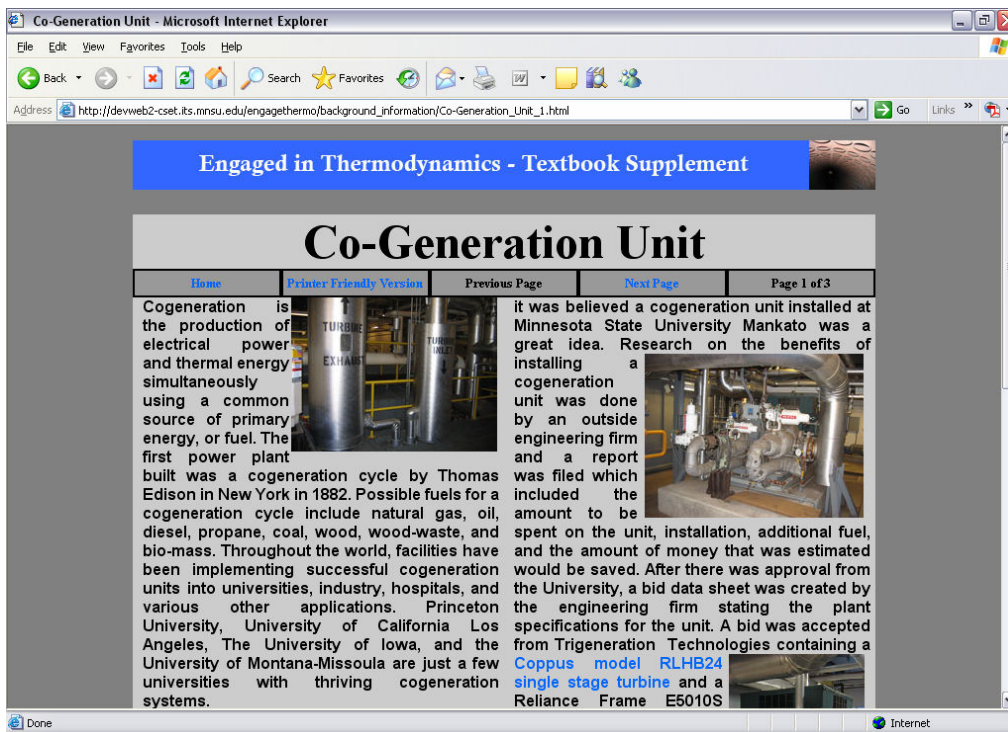 Co-Generation Unit - Microsoft Internet Explorer
File Edit View Favorites Tools Help
Back Search Favorites
Address http://devweb2-cset.its.mnsu.edu/engagethermo/background_information/Co-Generation_Unit_1.html Go Links »
Engaged in Thermodynamics - Textbook Supplement
Co-Generation Unit
Home Printer Friendly Version Previous Page Next Page Page 1 of 3
Cogeneration is
the production of
electrical power
and thermal energy
simultaneously
using a common
source of primary
energy, or fuel. The
first power plant
built was a cogeneration cycle by Thomas
Edison in New York in 1882. Possible fuels for a
cogeneration cycle include natural gas, oil,
diesel, propane, coal, wood, wood-waste, and
bio-mass. Throughout the world, facilities have
been implementing successful cogeneration
units into universities, industry, hospitals, and
various other applications. Princeton
University, University of California Los
Angeles, The University of Iowa, and the
University of Montana-Missoula are just a few
universities with thriving cogeneration
systems.
TURBINE
EXHAUST
TURBINE
INLET
it was believed a cogeneration unit installed at
Minnesota State University Mankato was a
great idea. Research on the benefits of
installing a
cogeneration
unit was done
by an outside
engineering firm
and a report
was filed which
included the
amount to be
spent on the unit, installation, additional fuel,
and the amount of money that was estimated
would be saved. After there was approval from
the University, a bid data sheet was created by
the engineering firm stating the plant
specifications for the unit. A bid was accepted
from Trigeneration Technologies containing a
Coppus model RLHB24
single stage turbine and a
Reliance Frame E5010S
Done Internet